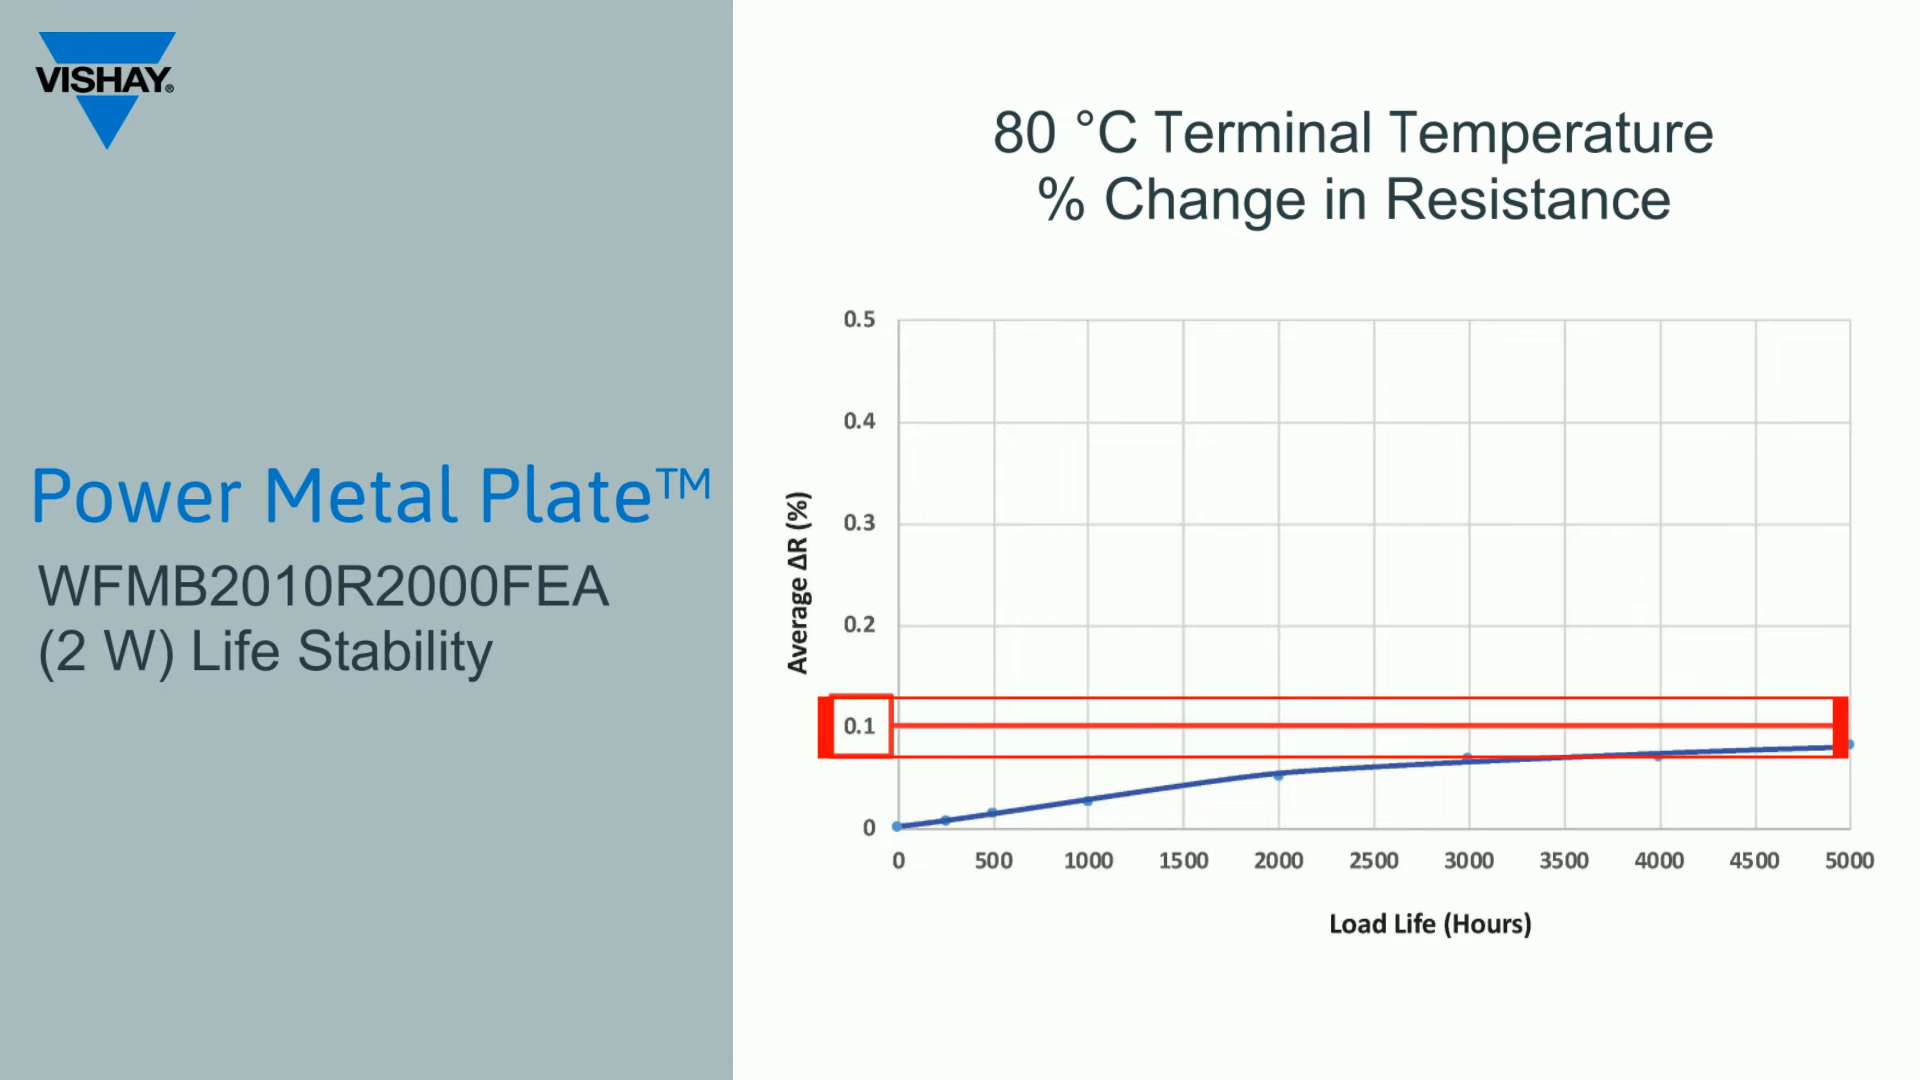 VISHAY®
Power Metal Plate™
WFMB2010R2000FEA
(2 W) Life Stability
80 °C Terminal Temperature
% Change in Resistance
Average ΔR (%)
0.5
0.4
0.3
0.2
0.1
0
0 500 1000 1500 2000 2500 3000 3500 4000 4500 5000
Load Life (Hours)